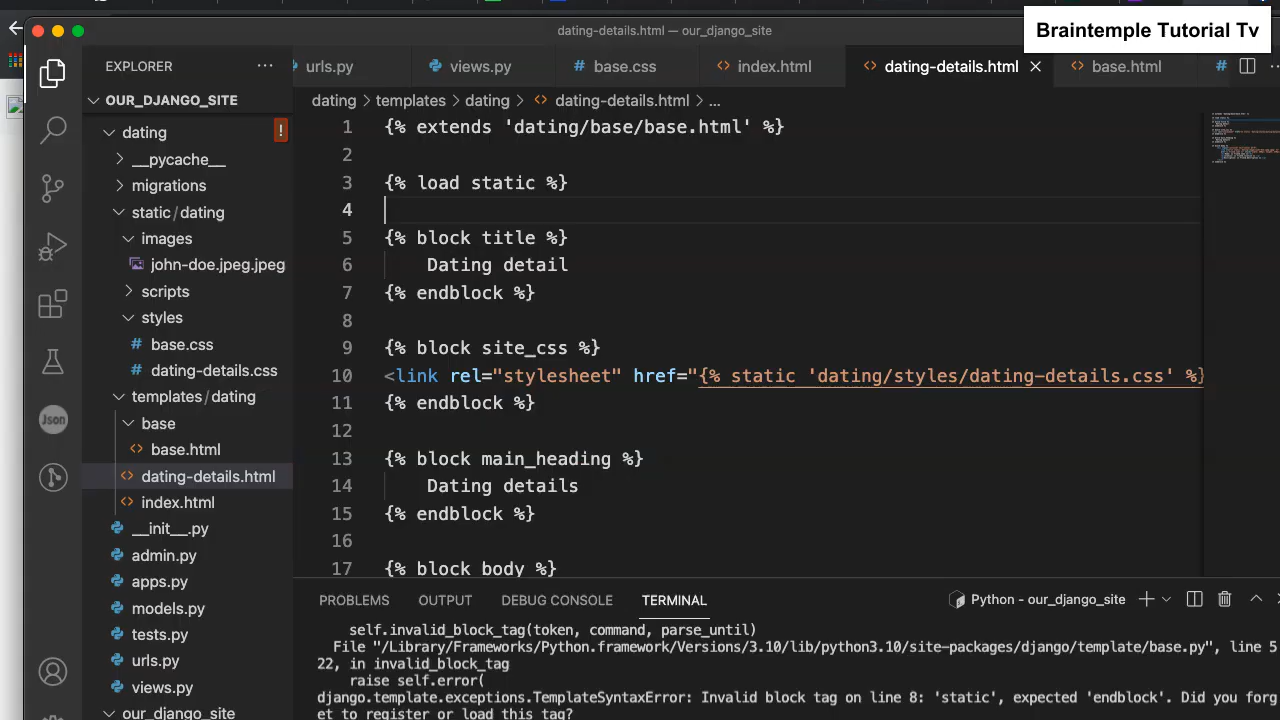 dating-details.html — our_django_site
Braintemple Tutorial Tv
EXPLORER
urls.py
views.py
# base.css
index.html
dating-details.html
base.html
#
OUR_DJANGO_SITE
dating > templates > dating > dating-details.html > ...
dating
!
__pycache__
migrations
static/dating
images
john-doe.jpeg.jpeg
scripts
styles
# base.css
# dating-details.css
templates/dating
base
base.html
dating-details.html
index.html
__init__.py
admin.py
apps.py
models.py
tests.py
urls.py
views.py
our_django_site
Json
1 {% extends 'dating/base/base.html' %}
2
3 {% load static %}
4
5 {% block title %}
6 Dating detail
7 {% endblock %}
8
9 {% block site_css %}
10 <link rel="stylesheet" href="{% static 'dating/styles/dating-details.css' %}
11 {% endblock %}
12
13 {% block main_heading %}
14 Dating details
15 {% endblock %}
16
17 {% block body %}
PROBLEMS OUTPUT DEBUG CONSOLE TERMINAL
Python - our_django_site
self.invalid_block_tag(token, command, parse_until)
File "/Library/Frameworks/Python.framework/Versions/3.10/lib/python3.10/site-packages/django/template/base.py", line 5
22, in invalid_block_tag
raise self.error(
django.template.exceptions.TemplateSyntaxError: Invalid block tag on line 8: 'static', expected 'endblock'. Did you forg
et to register or load this tag?